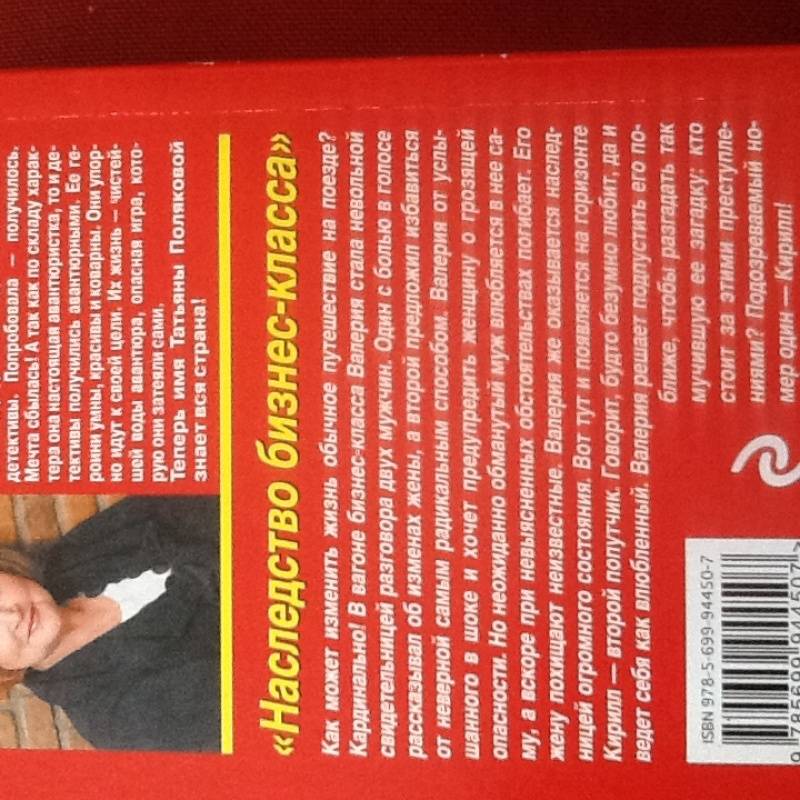 детективы. Попробовала — получилось.
Мечта сбылась! А так как по складу харак-
тера она настоящая авантюристка, то и де-
тективы получились авантюрными. Ее ге-
роини умны, красивы и коварны. Они упор-
но идут к своей цели. Их жизнь — чистей-
шей воды авантюра, опасная игра, кото-
рую они затеяли сами.
Теперь имя Татьяны Поляковой
знает вся страна!
«Наследство бизнес-класса»
Как может изменить жизнь обычное путешествие на поезде?
Кардинально! В вагоне бизнес-класса Валерия стала невольной
свидетельницей разговора двух мужчин. Один с болью в голосе
рассказывал об изменах жены, а второй предложил избавиться
от неверной самым радикальным способом. Валерия от услы-
шанного в шоке и хочет предупредить женщину о грозящей
опасности. Но неожиданно обманутый муж влюбляется в нее са-
му, а вскоре при невыясненных обстоятельствах погибает. Его
жену похищают неизвестные. Валерия же оказывается наслед-
ницей огромного состояния. Вот тут и появляется на горизонте
Кирилл — второй попутчик. Говорит, будто безумно любит, да и
ведет себя как влюбленный. Валерия решает подпустить его по-
ближе, чтобы разгадать так
мучившую ее загадку: кто
стоит за этими преступле-
ниями? Подозреваемый но-
мер один — Кирилл!
ISBN 978-5-699-94450-7
9 785699 944507 >